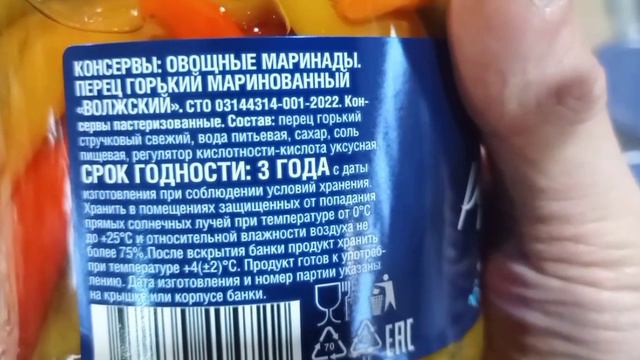 КОНСЕРВЫ: ОВОЩНЫЕ МАРИНАДЫ.
ПЕРЕЦ ГОРЬКИЙ МАРИНОВАННЫЙ
«ВОЛЖСКИЙ». СТО 03144314-001-2022. Кон-
сервы пастеризованные. Состав: перец горький
стручковый свежий, вода питьевая, сахар, соль
пищевая, регулятор кислотности-кислота уксусная.
СРОК ГОДНОСТИ: 3 ГОДА с даты
изготовления при соблюдении условий хранения.
Хранить в помещениях защищенных от попадания
прямых солнечных лучей при температуре от 0°С
до +25°С и относительной влажности воздуха не
более 75%. После вскрытия банки продукт хранить
при температуре +4(±2)°С. Продукт готов к употреб-
лению. Дата изготовления и номер партии указаны
на крышке или корпусе банки.
70
EAC